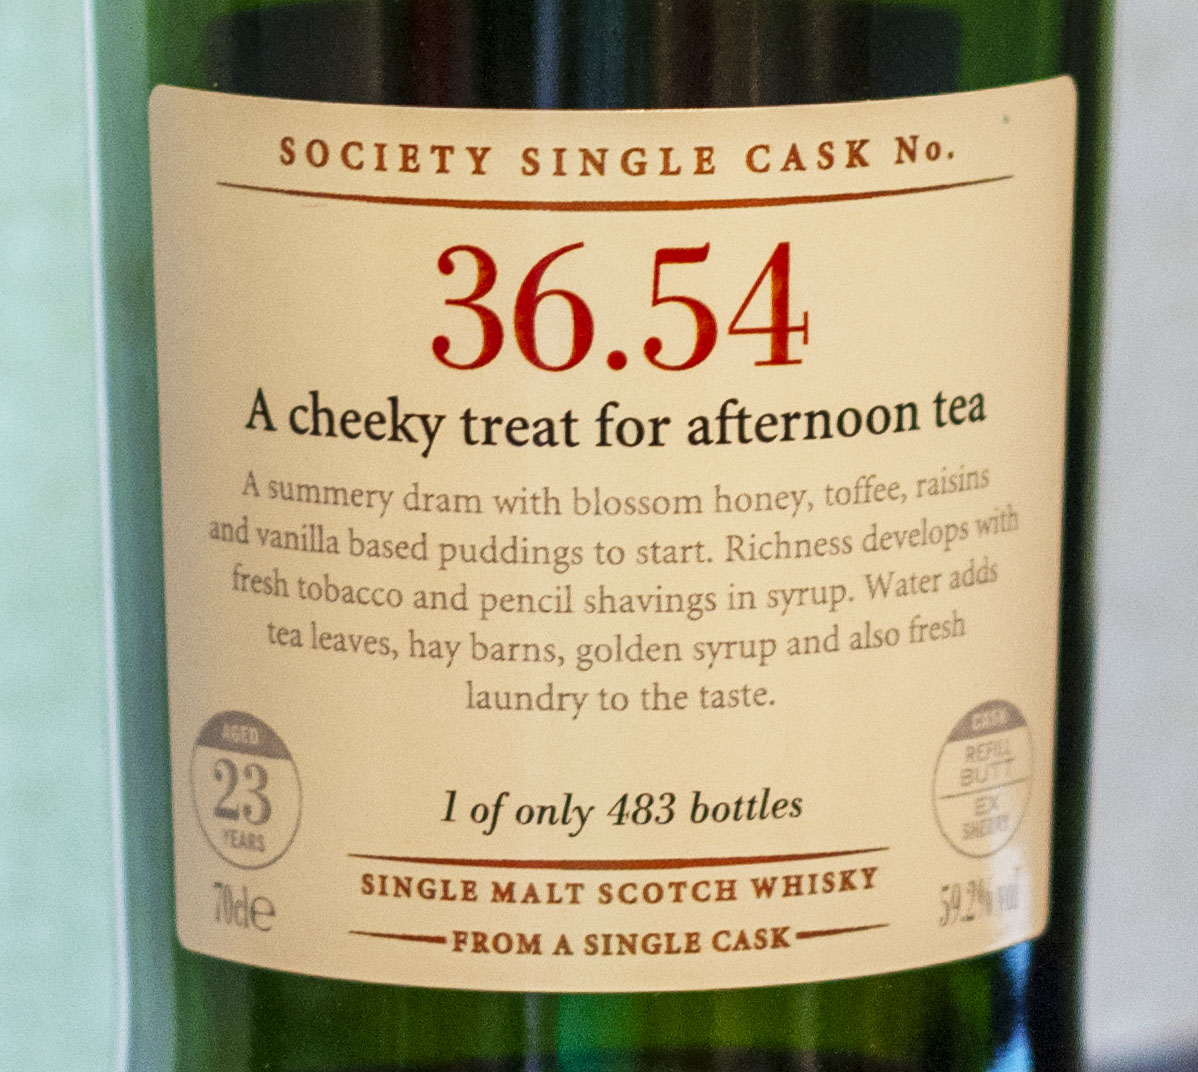 SOCIETY SINGLE CASK No.
36.54
A cheeky treat for afternoon tea
A summery dram with blossom honey, toffee, raisins
and vanilla based puddings to start. Richness develops with
fresh tobacco and pencil shavings in syrup. Water adds
tea leaves, hay barns, golden syrup and also fresh
laundry to the taste.
AGED
23
YEARS
CASK
REFILL
BUTT
EX
SHERRY
1 of only 483 bottles
SINGLE MALT SCOTCH WHISKY
FROM A SINGLE CASK
70cle
59.2% vol